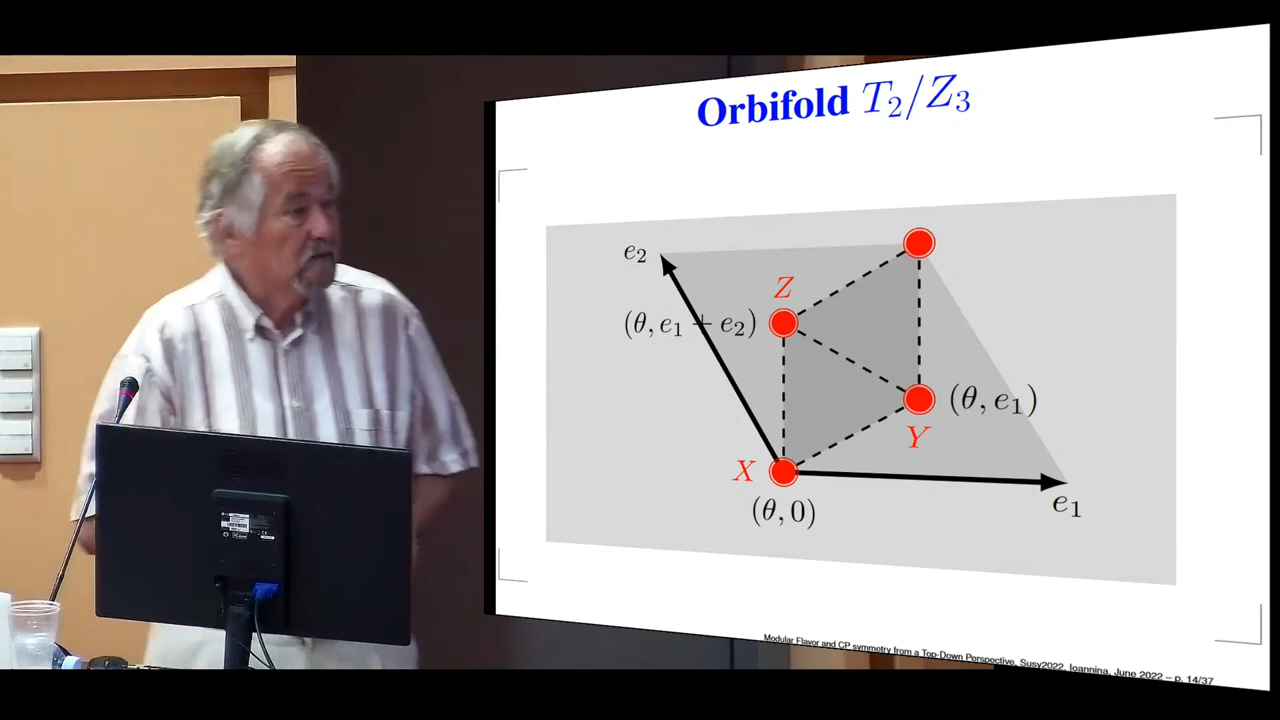 Orbifold T₂/Z₃
e₂
Z
(θ, e₁ + e₂)
(θ, e₁)
Y
X
(θ, 0)
e₁
Modular Flavor and CP symmetry from a Top-Down Perspective, Susy2022, Ioannina, June 2022 – p. 14/37